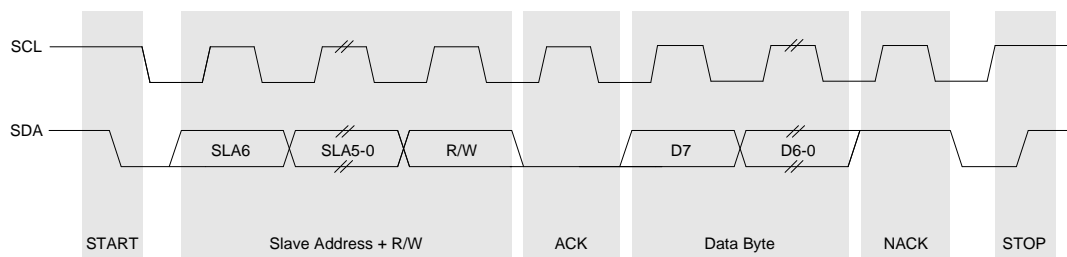 SCL
SDA
SLA6 SLA5-0 R/W D7 D6-0
START Slave Address + R/W ACK Data Byte NACK STOP